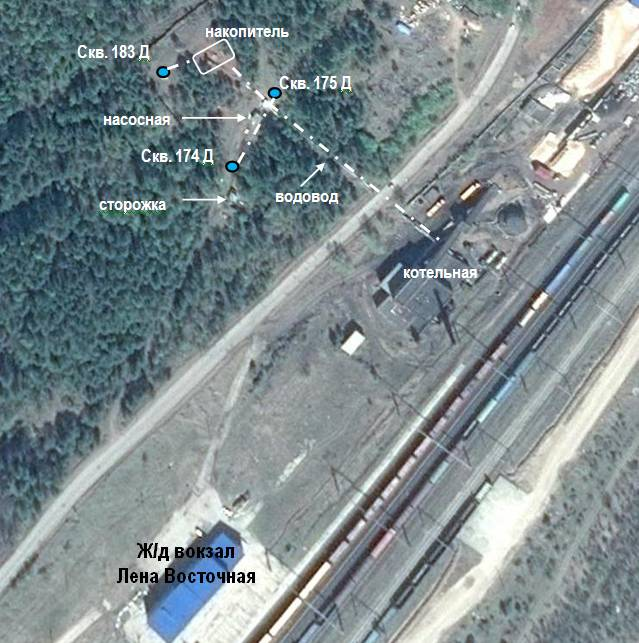 накопитель
Скв. 183 Д
Скв. 175 Д
насосная
Скв. 174 Д
водовод
сторожка
котельная
Ж/д вокзал
Лена Восточная